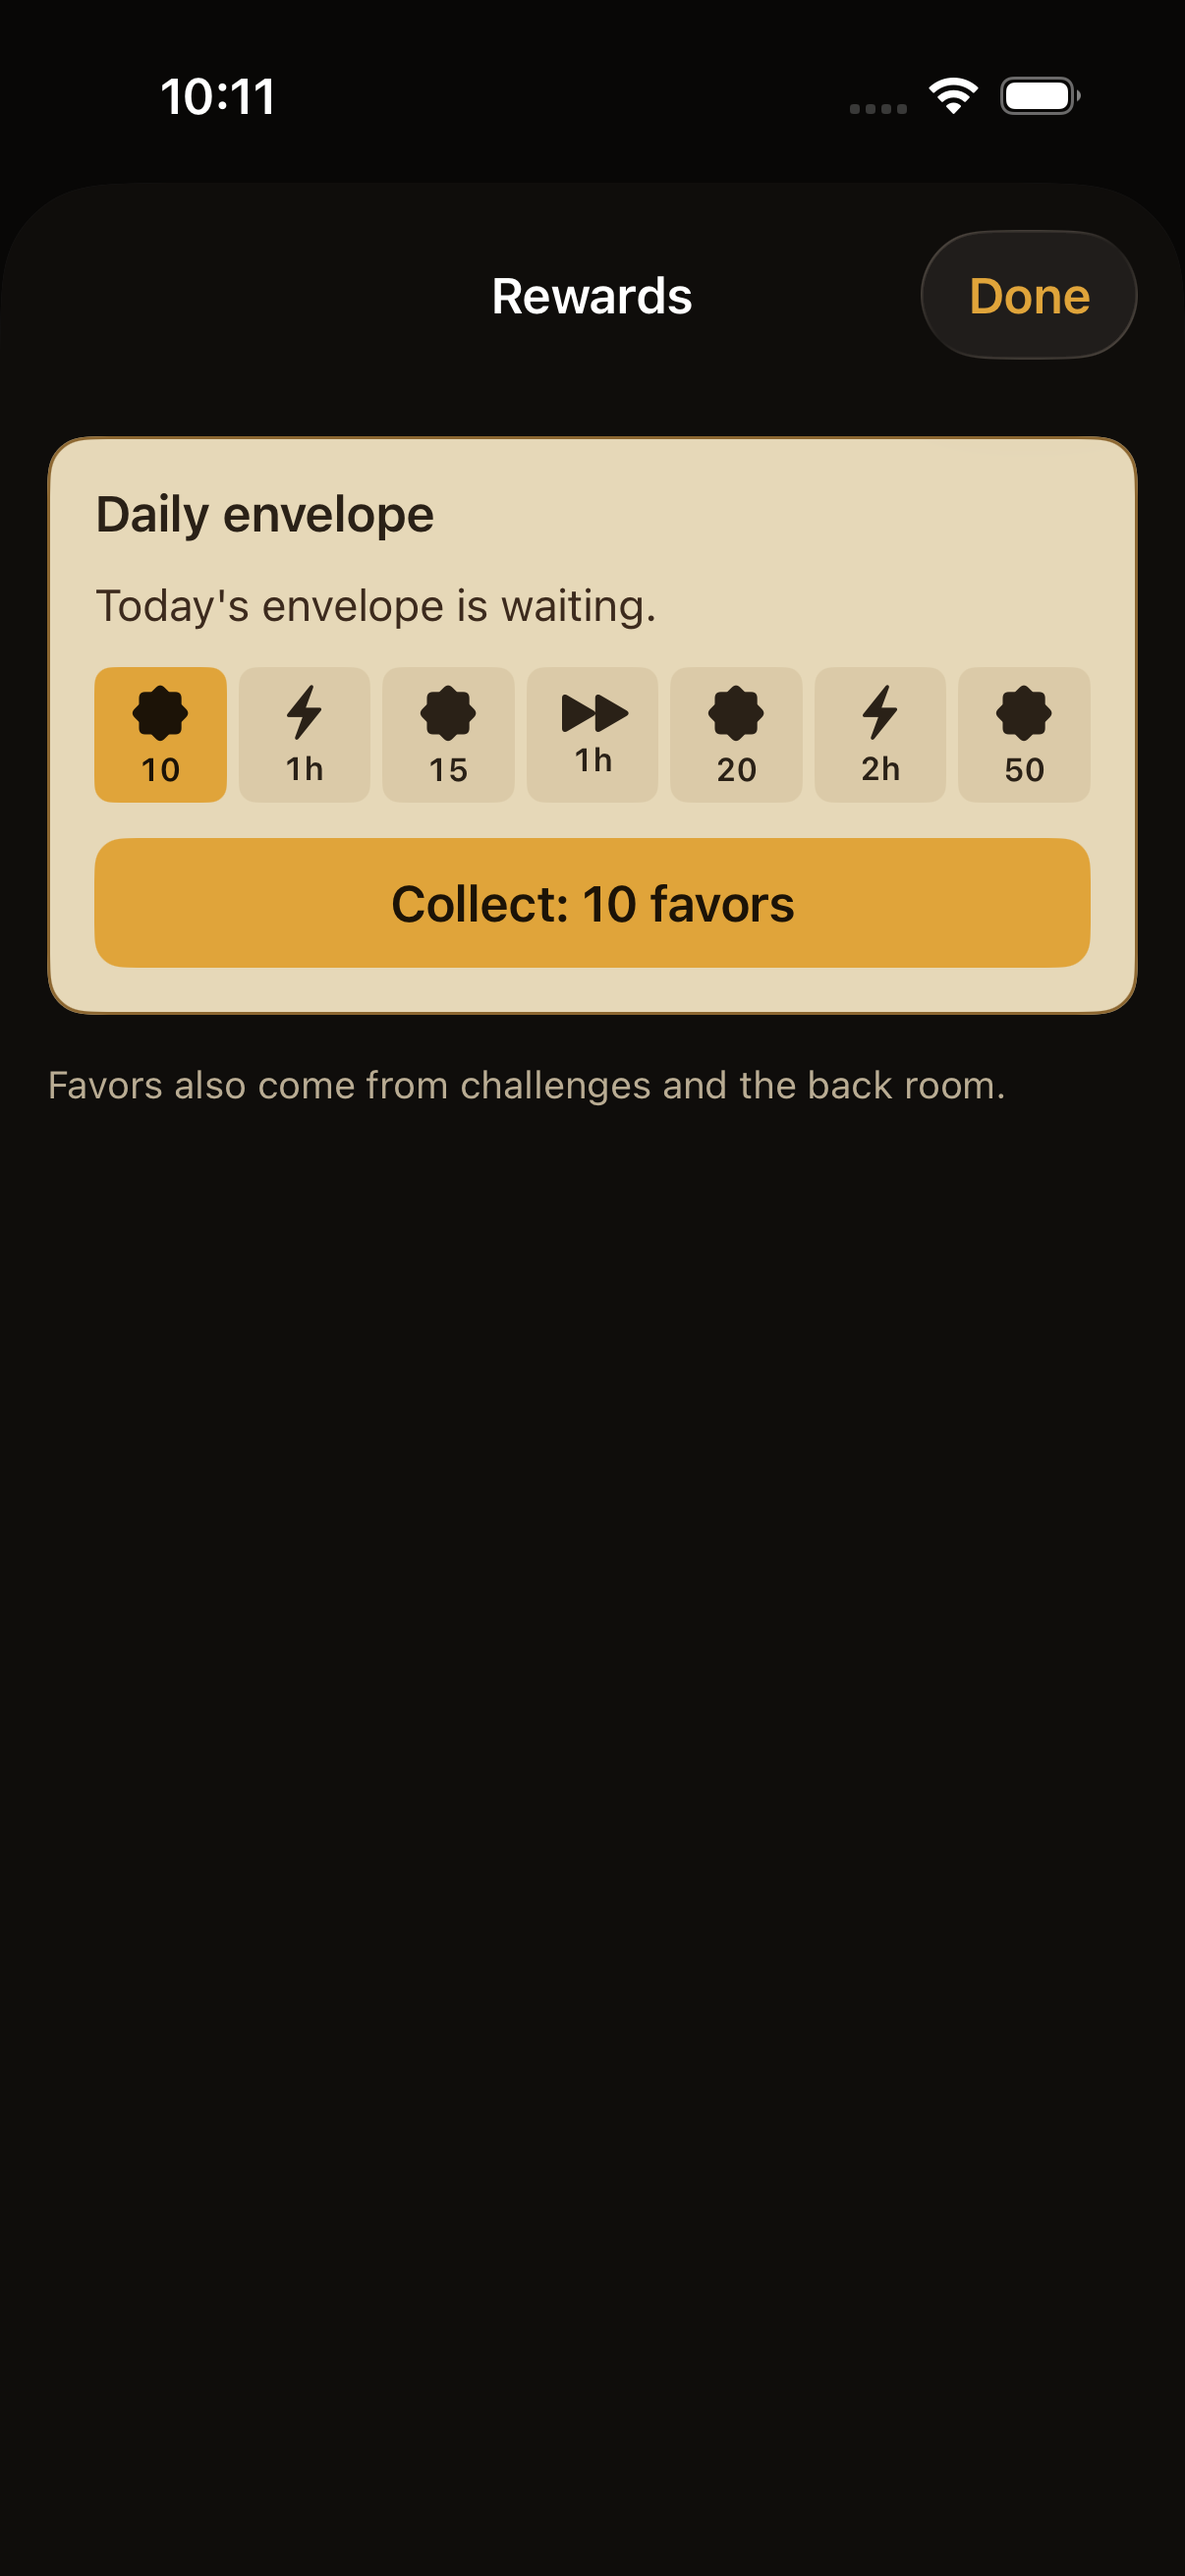 10:11
Rewards
Done
Daily envelope
Today's envelope is waiting.
10 1h 15 1h 20 2h 50
Collect: 10 favors
Favors also come from challenges and the back room.